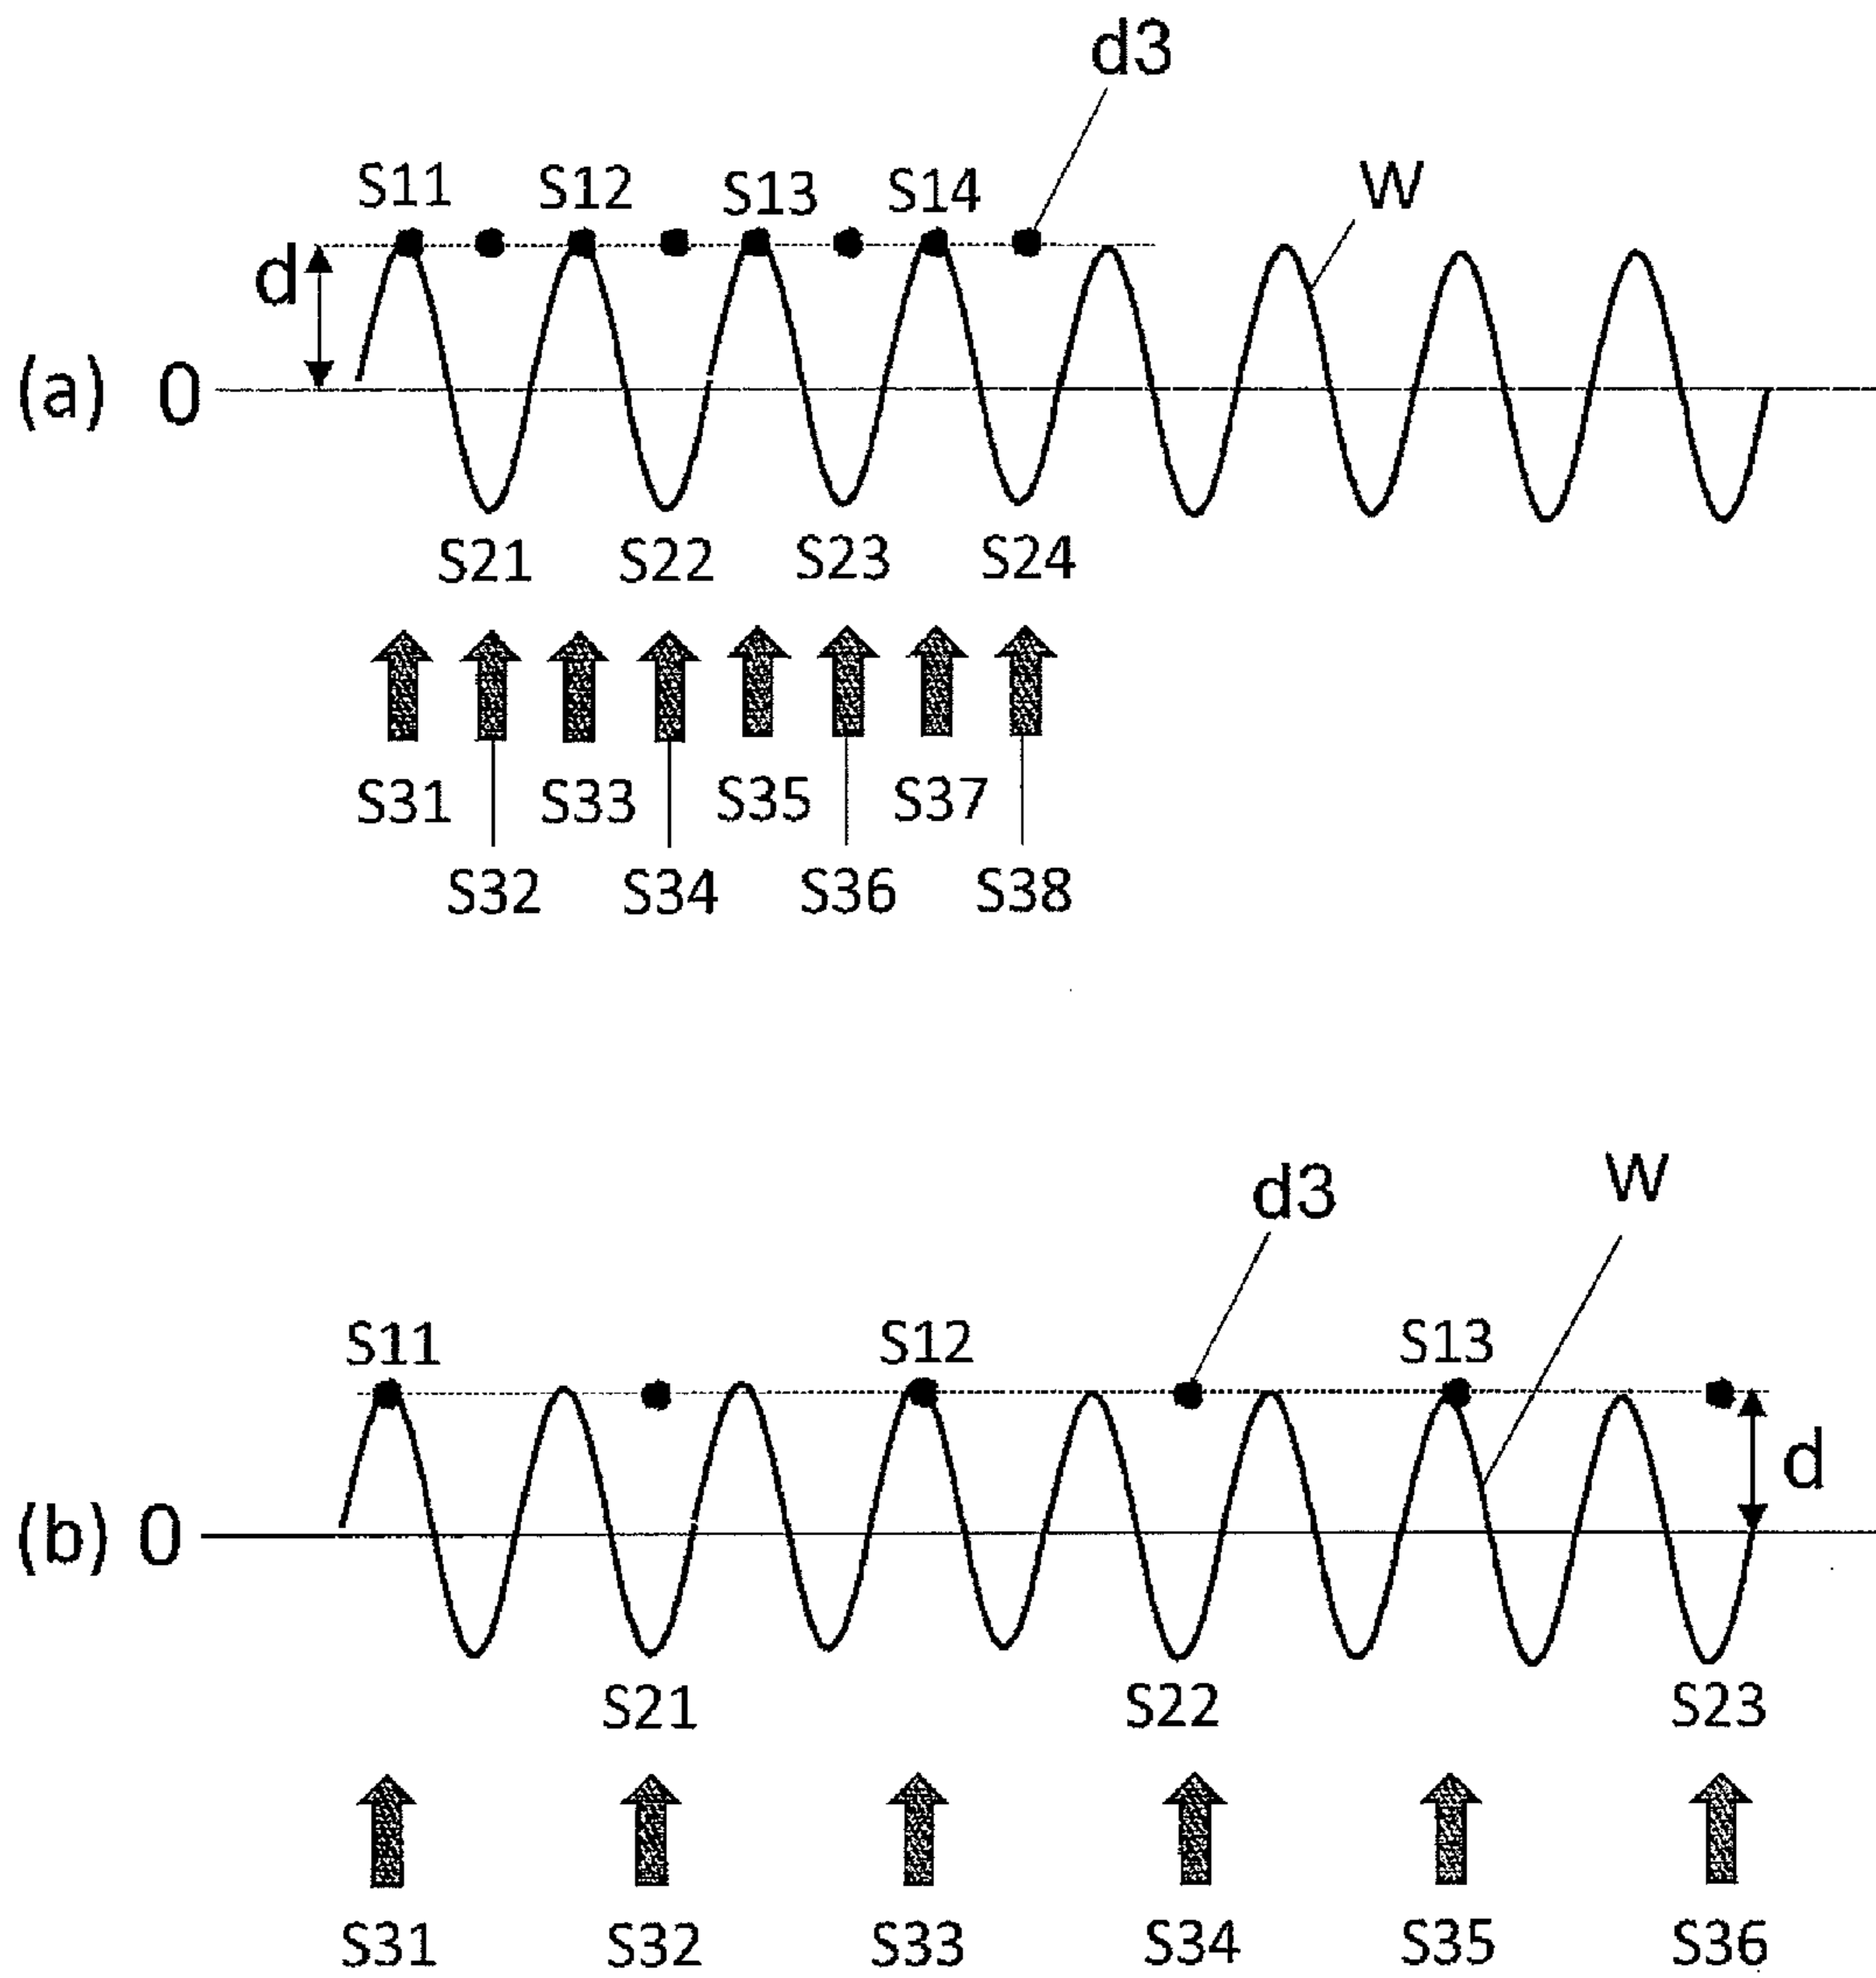 d3
W
S11 S12 S13 S14
d
(a) 0
S21 S22 S23 S24
S31 S33 S35 S37
S32 S34 S36 S38
d3
W
S11 S12 S13
d
(b) 0
S21 S22 S23
S31 S32 S33 S34 S35 S36